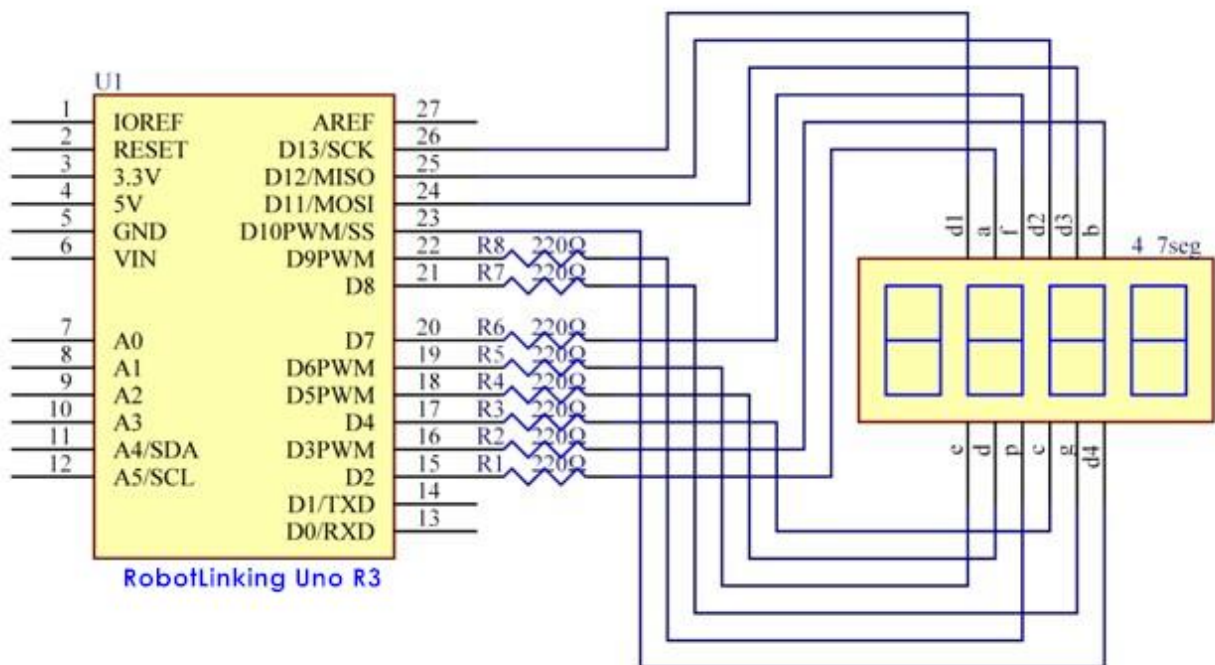 U1
1 IOREF AREF 27
2 RESET D13/SCK 26
3 3.3V D12/MISO 25
4 5V D11/MOSI 24
5 GND D10PWM/SS 23
6 VIN D9PWM 22 R8 220Ω
D8 21 R7 220Ω
7 A0 D7 20 R6 220Ω
8 A1 D6PWM 19 R5 220Ω
9 A2 D5PWM 18 R4 220Ω
10 A3 D4 17 R3 220Ω
11 A4/SDA D3PWM 16 R2 220Ω
12 A5/SCL D2 15 R1 220Ω
D1/TXD 14
D0/RXD 13
RobotLinking Uno R3
d1 a f d2 d3 b
4 7seg
e d p c g d4